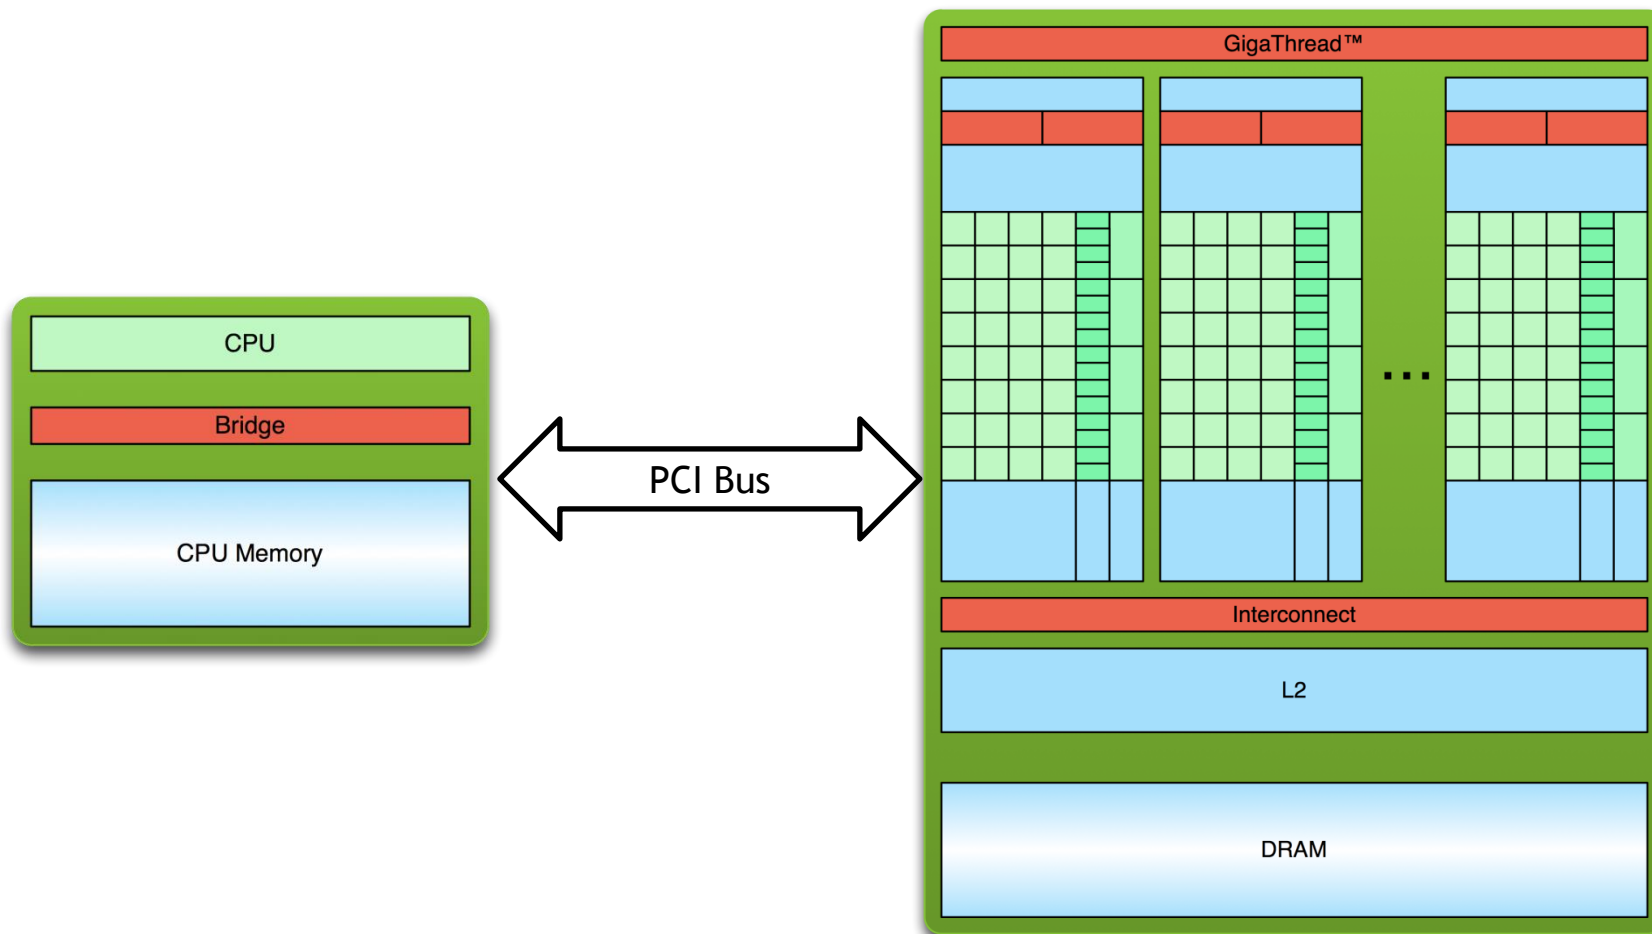 CPU
Bridge
CPU Memory
PCI Bus
GigaThread™
...
Interconnect
L2
DRAM